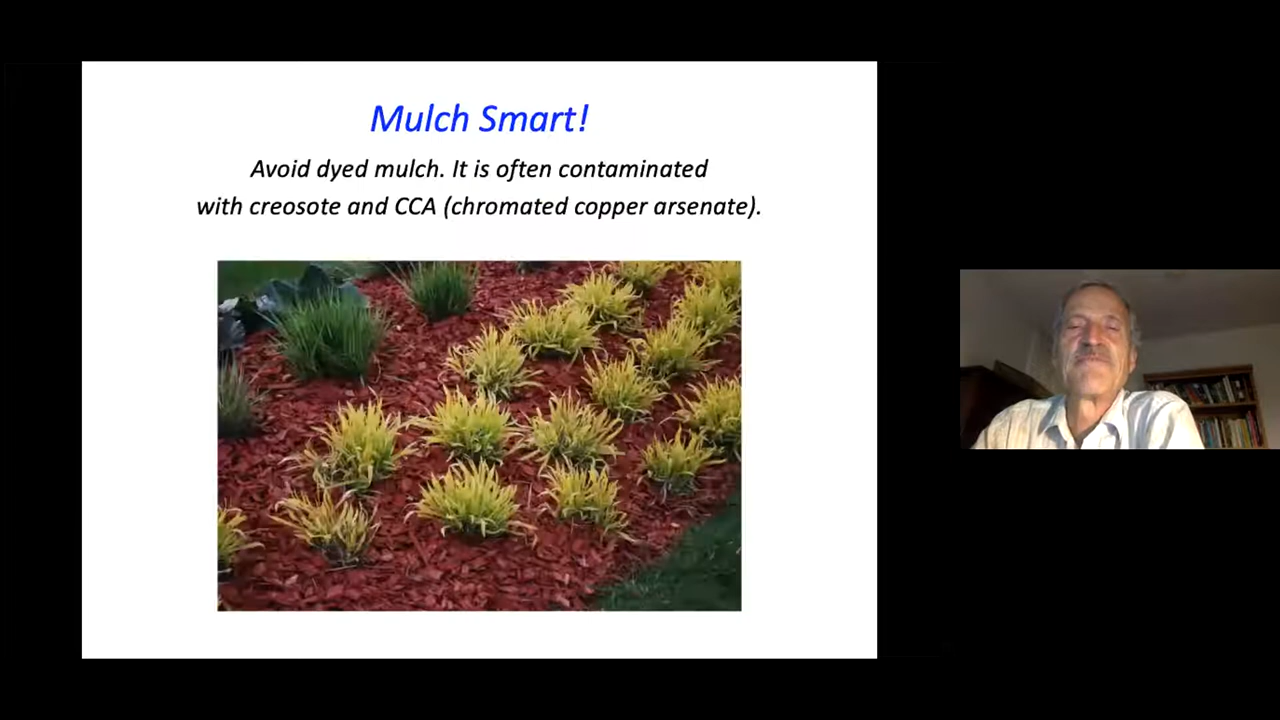 Mulch Smart!
Avoid dyed mulch. It is often contaminated
with creosote and CCA (chromated copper arsenate).